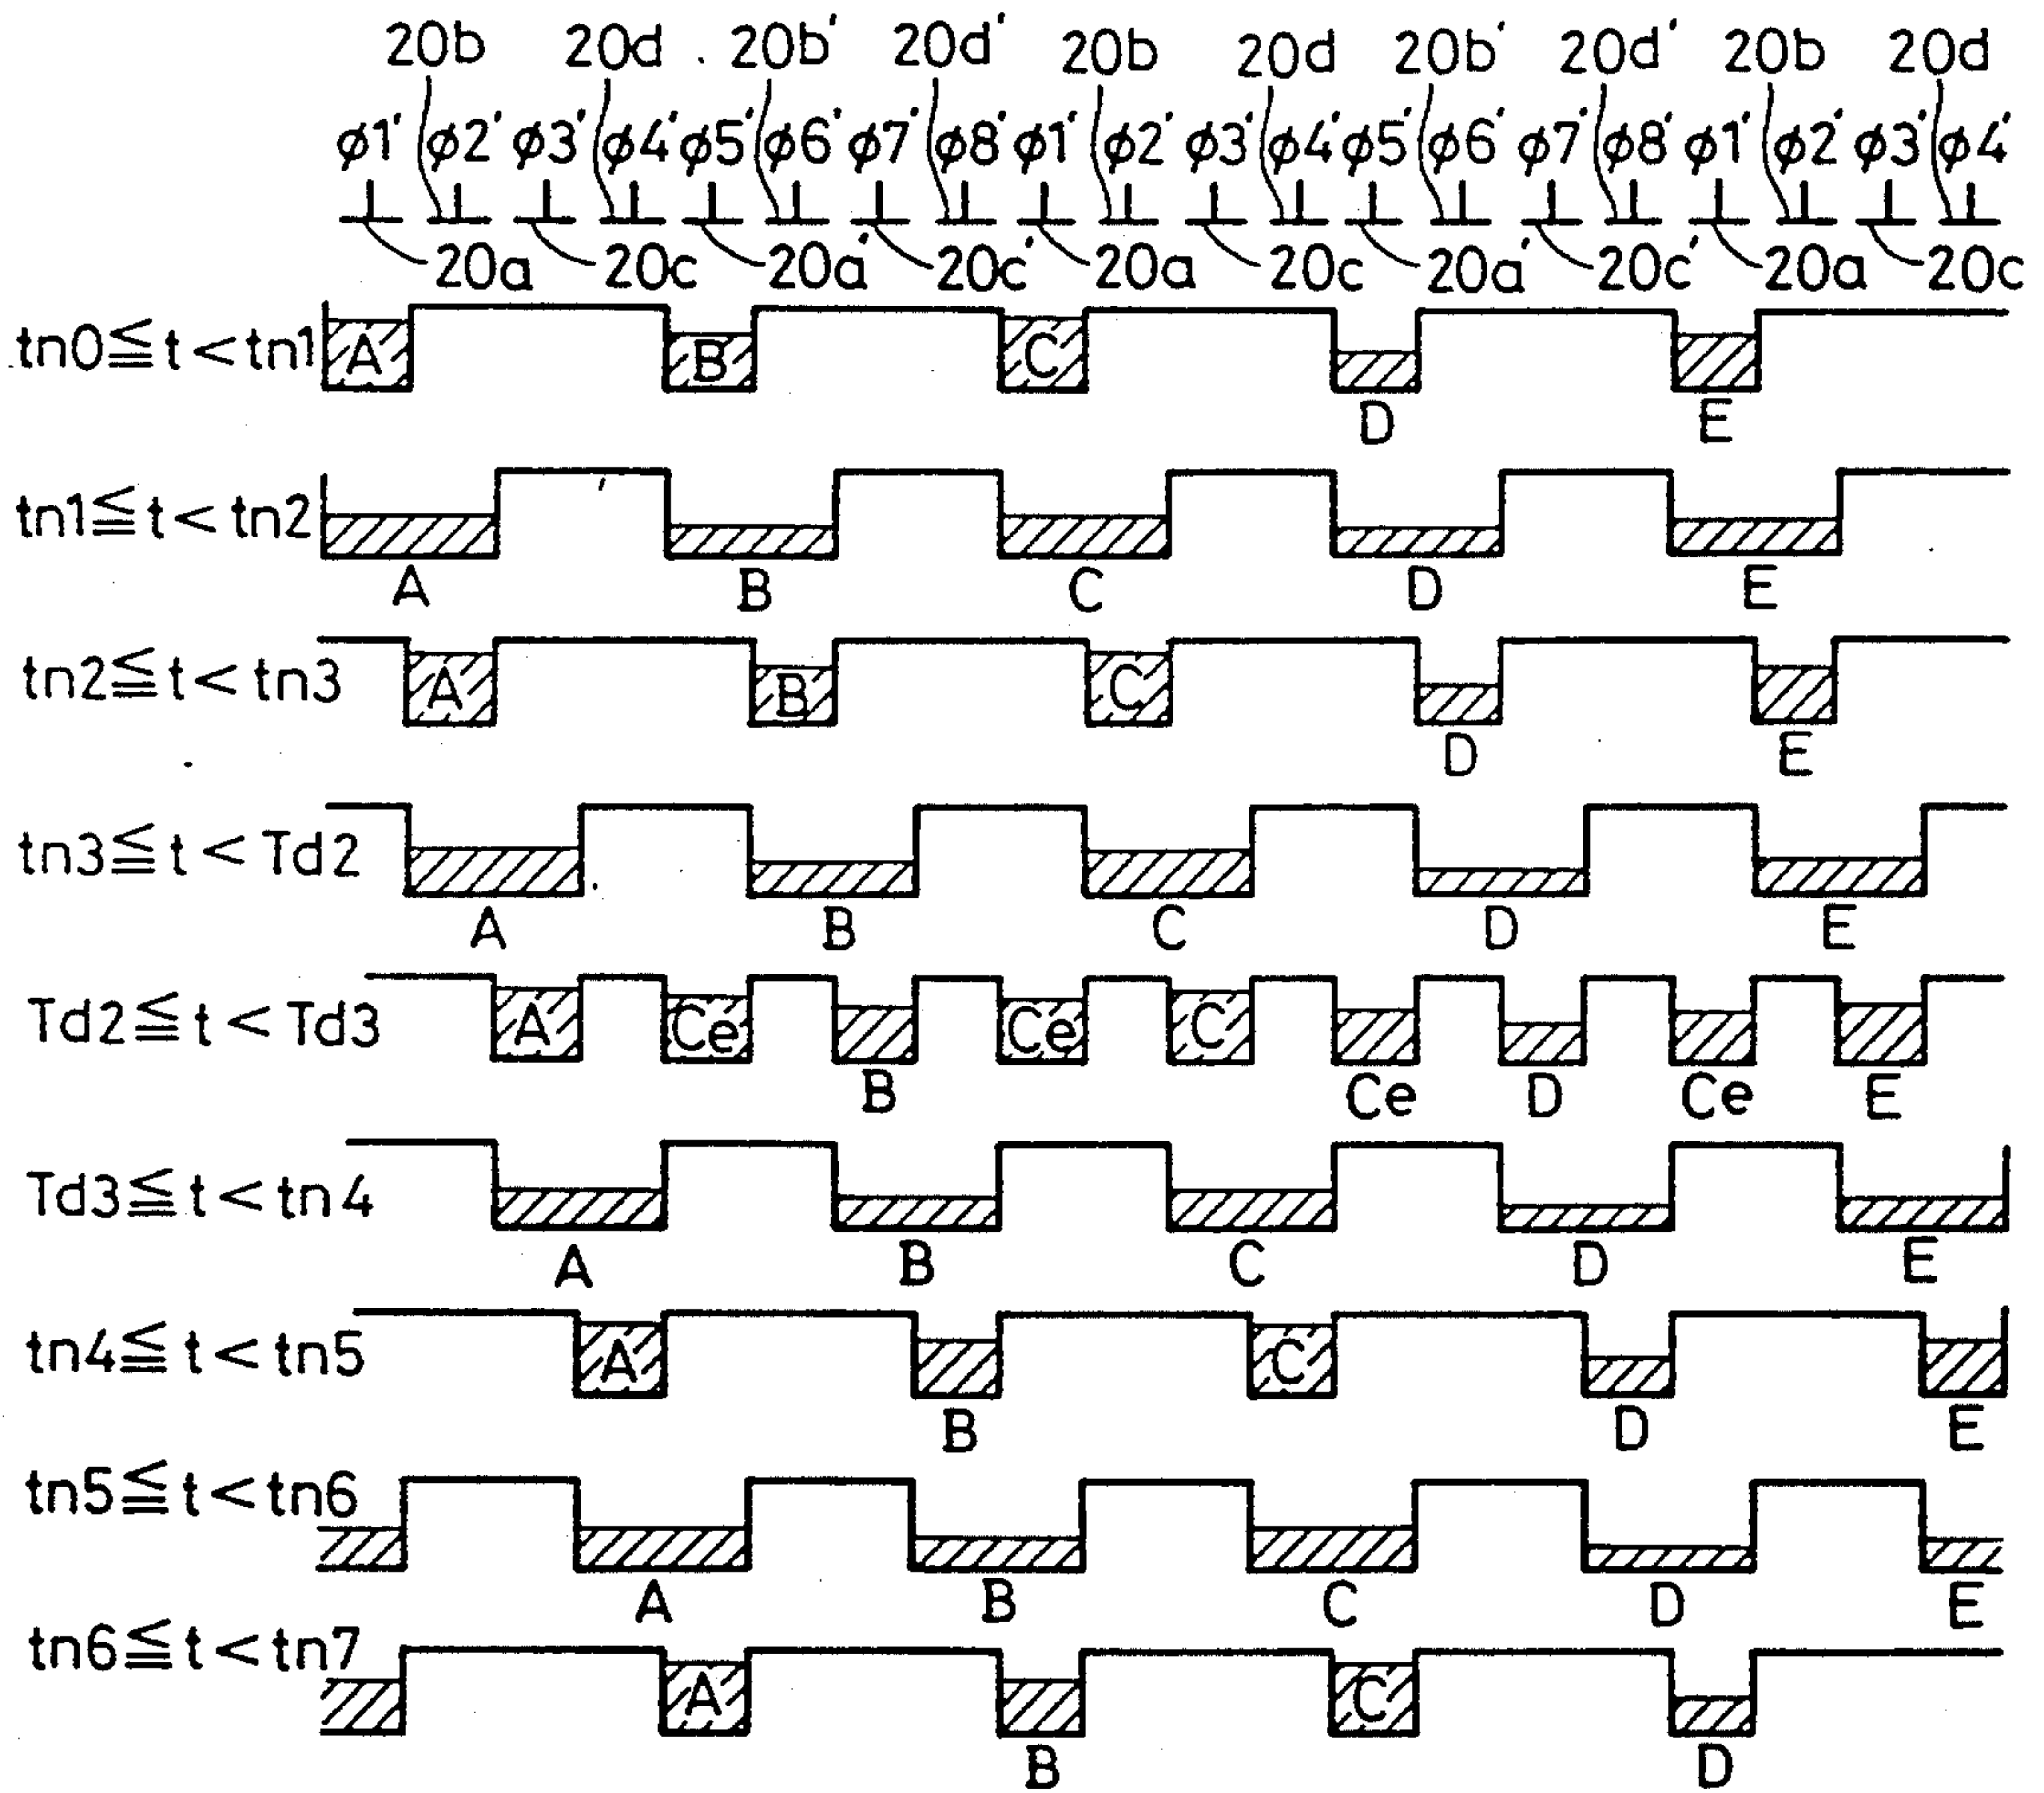 20b 20d 20b' 20d' 20b 20d 20b' 20d' 20b 20d
φ1' φ2' φ3' φ4' φ5' φ6' φ7' φ8' φ1' φ2' φ3' φ4' φ5' φ6' φ7' φ8' φ1' φ2' φ3' φ4'
20a 20c 20a' 20c' 20a 20c 20a' 20c' 20a 20c
tn0≦t<tn1 A B C
D E
tn1≦t<tn2
A B C D E
tn2≦t<tn3 A B C
D E
tn3≦t<Td2
A B C D E
Td2≦t<Td3 A Ce Ce C
B Ce D Ce E
Td3≦t<tn4
A B C D E
tn4≦t<tn5 A C
B D E
tn5≦t<tn6
A B C D E
tn6≦t<tn7 A C
B D